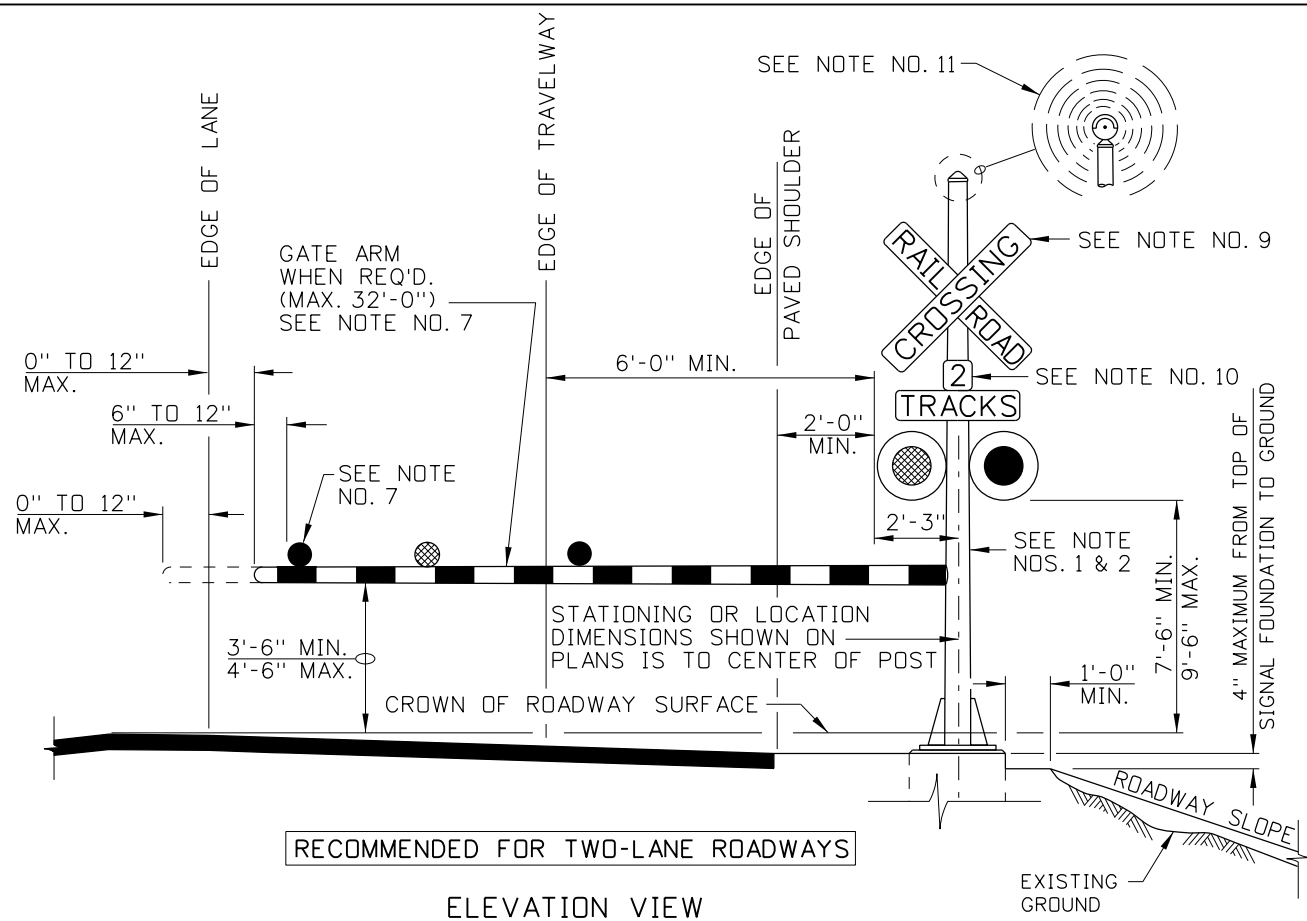 SEE NOTE NO. 11
EDGE OF LANE
EDGE OF TRAVELWAY
EDGE OF
PAVED SHOULDER
GATE ARM
WHEN REQ'D.
(MAX. 32'-0")
SEE NOTE NO. 7
RAIL
ROAD
CROSSING
SEE NOTE NO. 9
0" TO 12"
MAX.
6'-0" MIN.
2
SEE NOTE NO. 10
TRACKS
6" TO 12"
MAX.
2'-0"
MIN.
SEE NOTE
NO. 7
0" TO 12"
MAX.
2'-3"
SEE NOTE
NOS. 1 & 2
7'-6" MIN.
9'-6" MAX.
4" MAXIMUM FROM TOP OF
SIGNAL FOUNDATION TO GROUND
STATIONING OR LOCATION
DIMENSIONS SHOWN ON
PLANS IS TO CENTER OF POST
3'-6" MIN.
4'-6" MAX.
1'-0"
MIN.
CROWN OF ROADWAY SURFACE
ROADWAY SLOPE
RECOMMENDED FOR TWO-LANE ROADWAYS
EXISTING
GROUND
ELEVATION VIEW